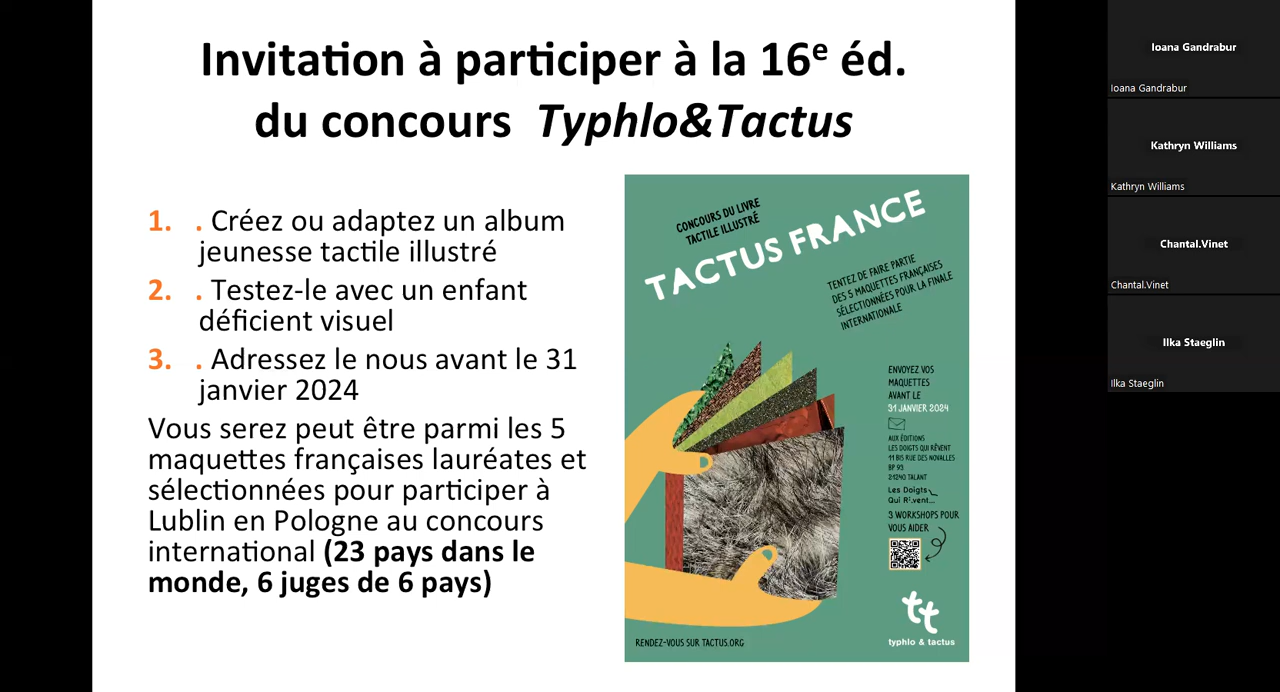 Invitation à participer à la 16e éd.
du concours Typhlo&Tactus
1. . Créez ou adaptez un album
jeunesse tactile illustré
2. . Testez-le avec un enfant
déficient visuel
3. . Adressez le nous avant le 31
janvier 2024
Vous serez peut être parmi les 5
maquettes françaises lauréates et
sélectionnées pour participer à
Lublin en Pologne au concours
international (23 pays dans le
monde, 6 juges de 6 pays)
CONCOURS DU LIVRE
TACTILE ILLUSTRÉ
TACTUS FRANCE
TENTEZ DE FAIRE PARTIE
DES 5 MAQUETTES FRANÇAISES
SÉLECTIONNÉES POUR LA FINALE
INTERNATIONALE
ENVOYEZ VOS
MAQUETTES
AVANT LE
31 JANVIER 2024
AUX ÉDITIONS
LES DOIGTS QUI RÊVENT
11 BIS RUE DES NOVALLES
BP 93
21240 TALANT
Les Doigts
Qui Rêvent...
3 WORKSHOPS POUR
VOUS AIDER
tt
typhlo & tactus
RENDEZ-VOUS SUR TACTUS.ORG
Ioana Gandrabur
Ioana Gandrabur
Kathryn Williams
Kathryn Williams
Chantal.Vinet
Chantal.Vinet
Ilka Staeglin
Ilka Staeglin